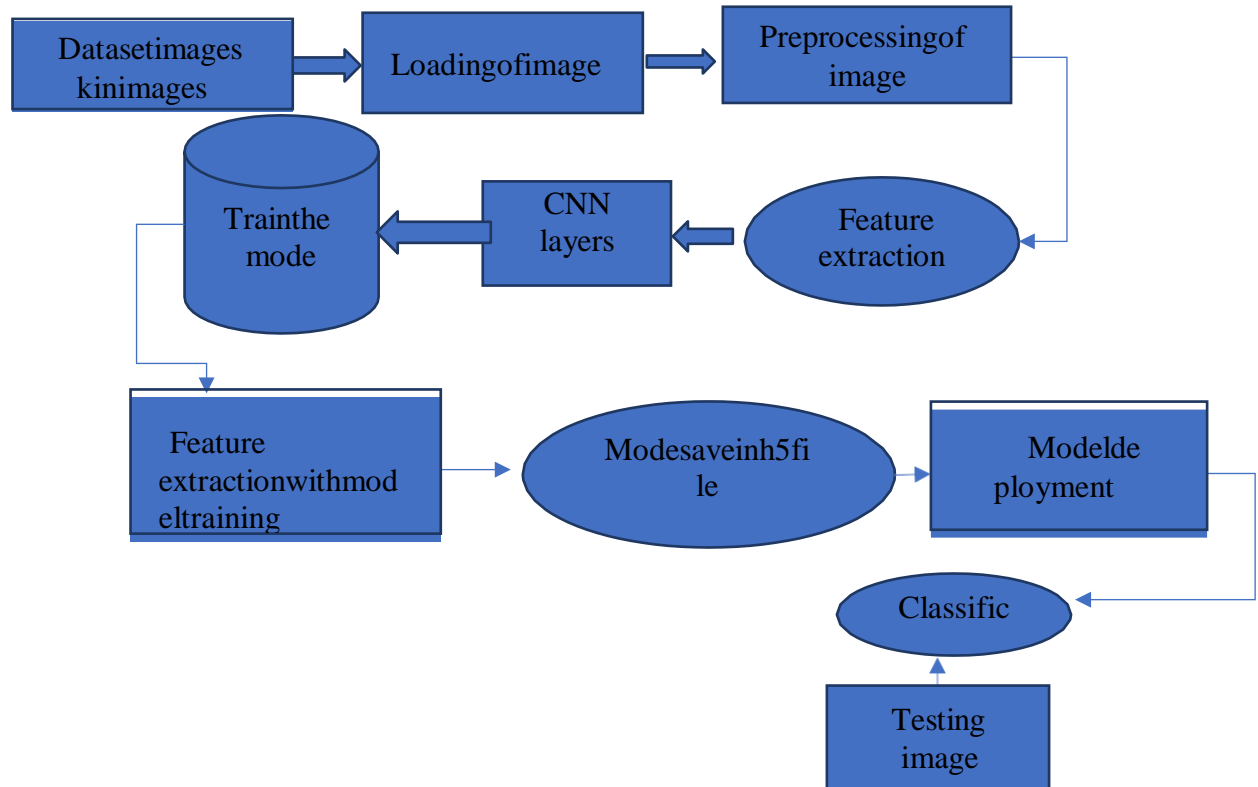 Datasetimages
kinimages
Loadingofimage
Preprocessingof
image
Trainthe
mode
CNN
layers
Feature
extraction
Feature
extractionwithmod
eltraining
Modesaveinh5fi
le
Modelde
ployment
Classific
Testing
image